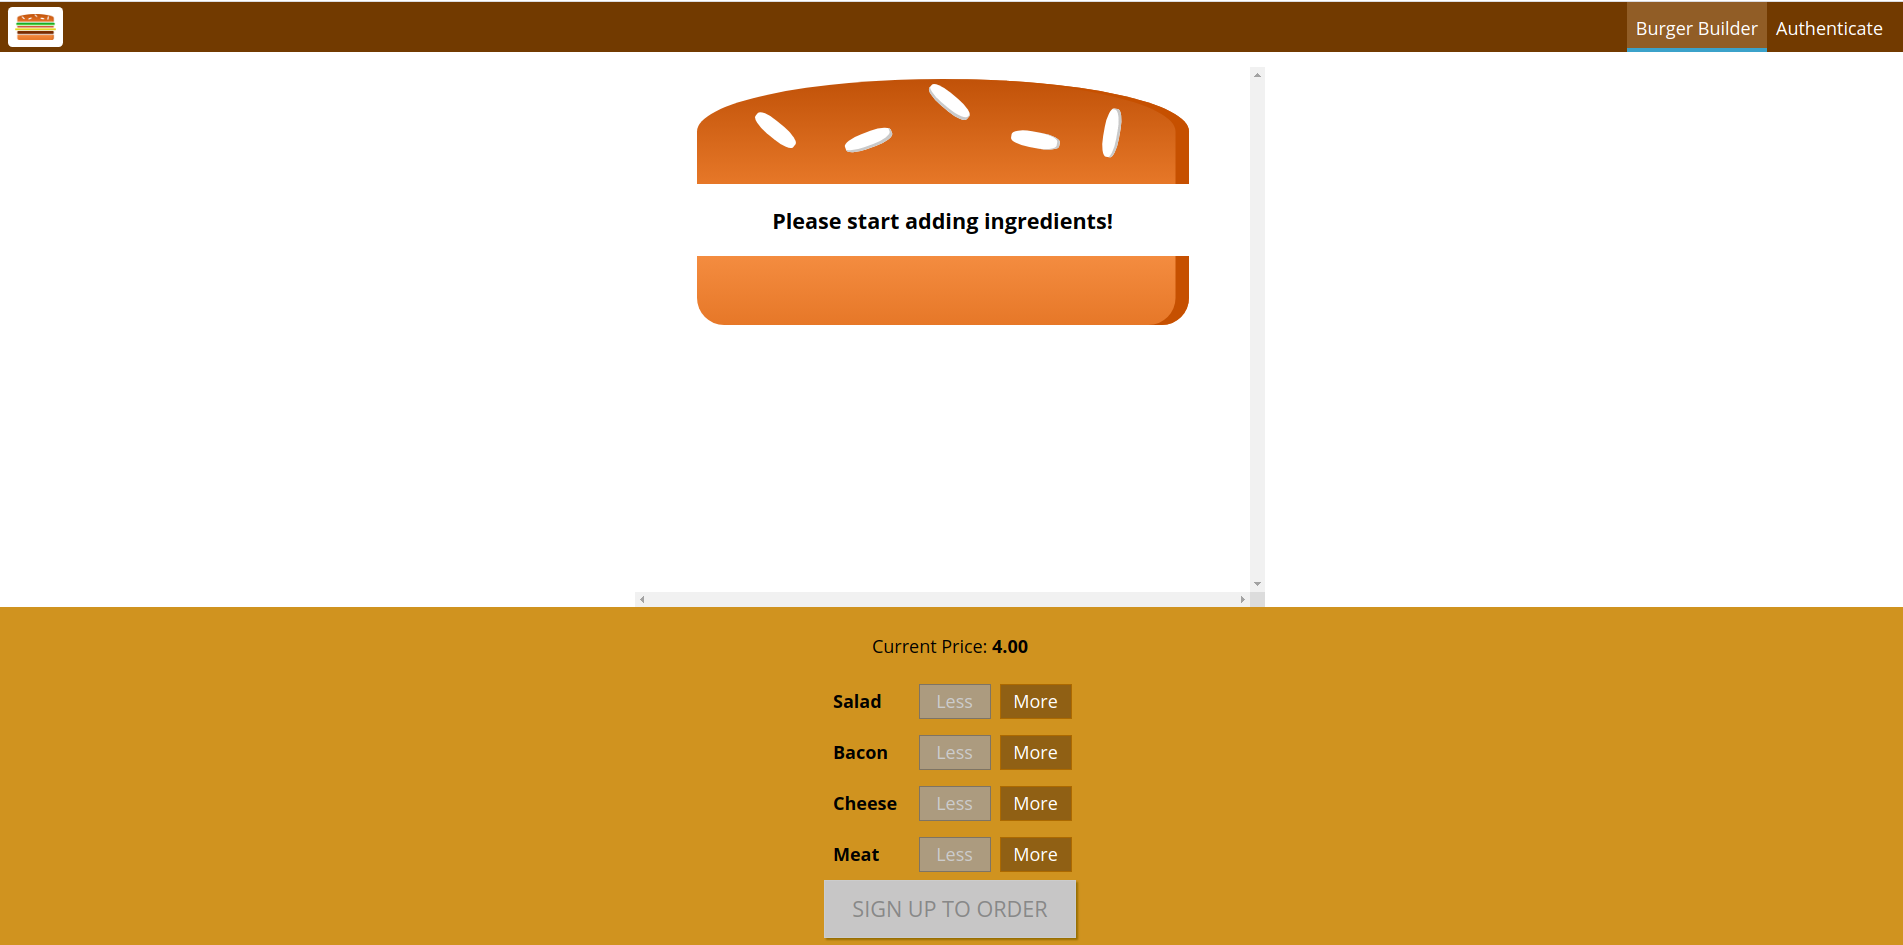 Burger Builder Authenticate
Please start adding ingredients!
Current Price: 4.00
Salad Less More
Bacon Less More
Cheese Less More
Meat Less More
SIGN UP TO ORDER